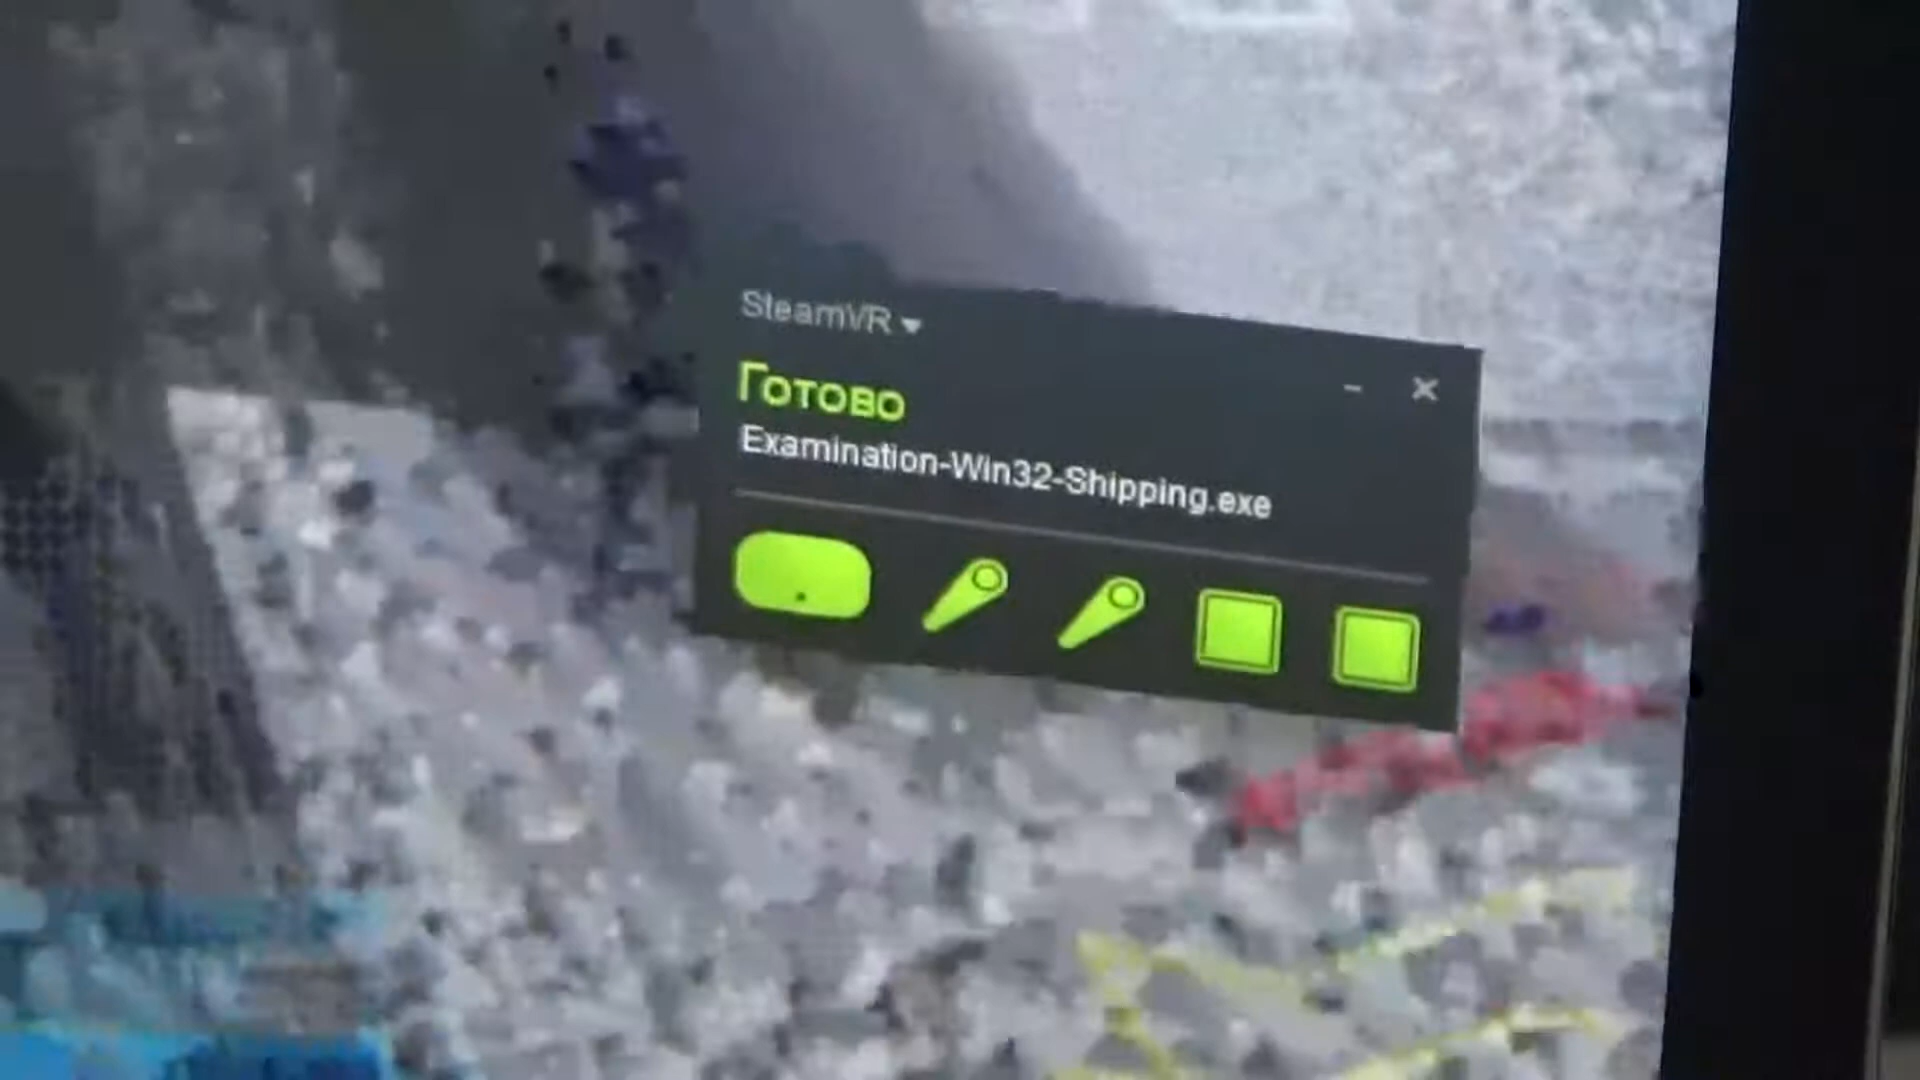 SteamVR
Готово
Examination-Win32-Shipping.exe